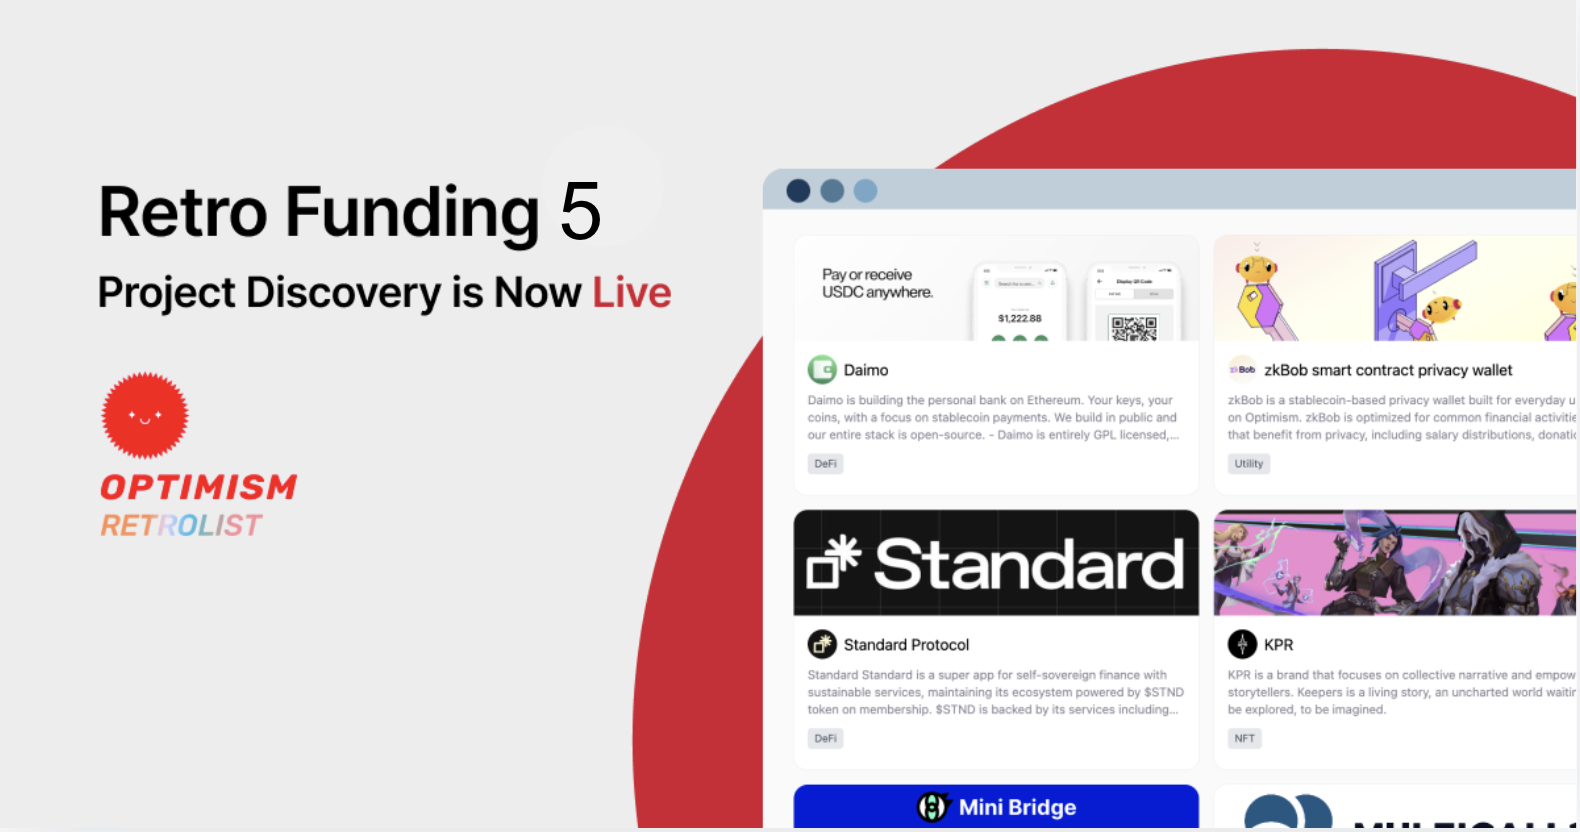 Retro Funding 5
Project Discovery is Now Live
OPTIMISM
RETROLIST
Pay or receive
USDC anywhere.
$1,222.88
Display QR Code
Daimo
Daimo is building the personal bank on Ethereum. Your keys, your
coins, with a focus on stablecoin payments. We build in public and
our entire stack is open-source. - Daimo is entirely GPL licensed,...
DeFi
zkBob
zkBob smart contract privacy wallet
zkBob is a stablecoin-based privacy wallet built for everyday u
on Optimism. zkBob is optimized for common financial activitie
that benefit from privacy, including salary distributions, donatio
Utility
Standard
Standard Protocol
Standard Standard is a super app for self-sovereign finance with
sustainable services, maintaining its ecosystem powered by $STND
token on membership. $STND is backed by its services including...
DeFi
KPR
KPR is a brand that focuses on collective narrative and empow
storytellers. Keepers is a living story, an uncharted world waitin
be explored, to be imagined.
NFT
Mini Bridge